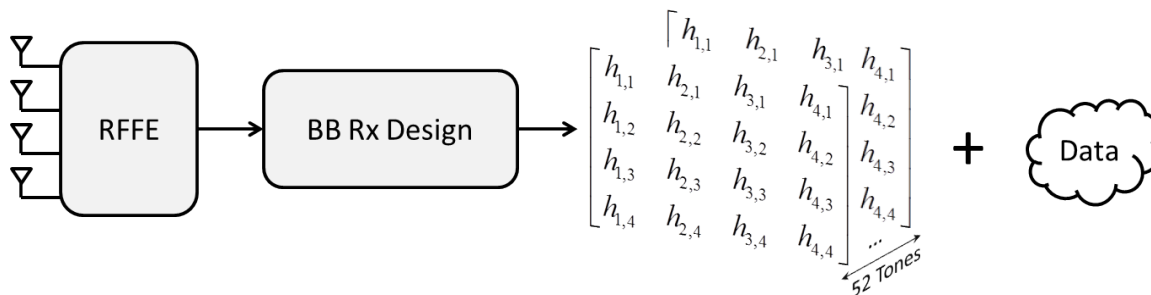 RFFE
BB Rx Design
h1,1 h2,1 h3,1 h4,1
h1,1 h2,1 h3,1 h4,1
h1,2 h2,2 h3,2 h4,2
h1,3 h2,3 h3,3 h4,3
h1,4 h2,4 h3,4 h4,4
h4,2
h4,3
h4,4
...
52 Tones
+
Data